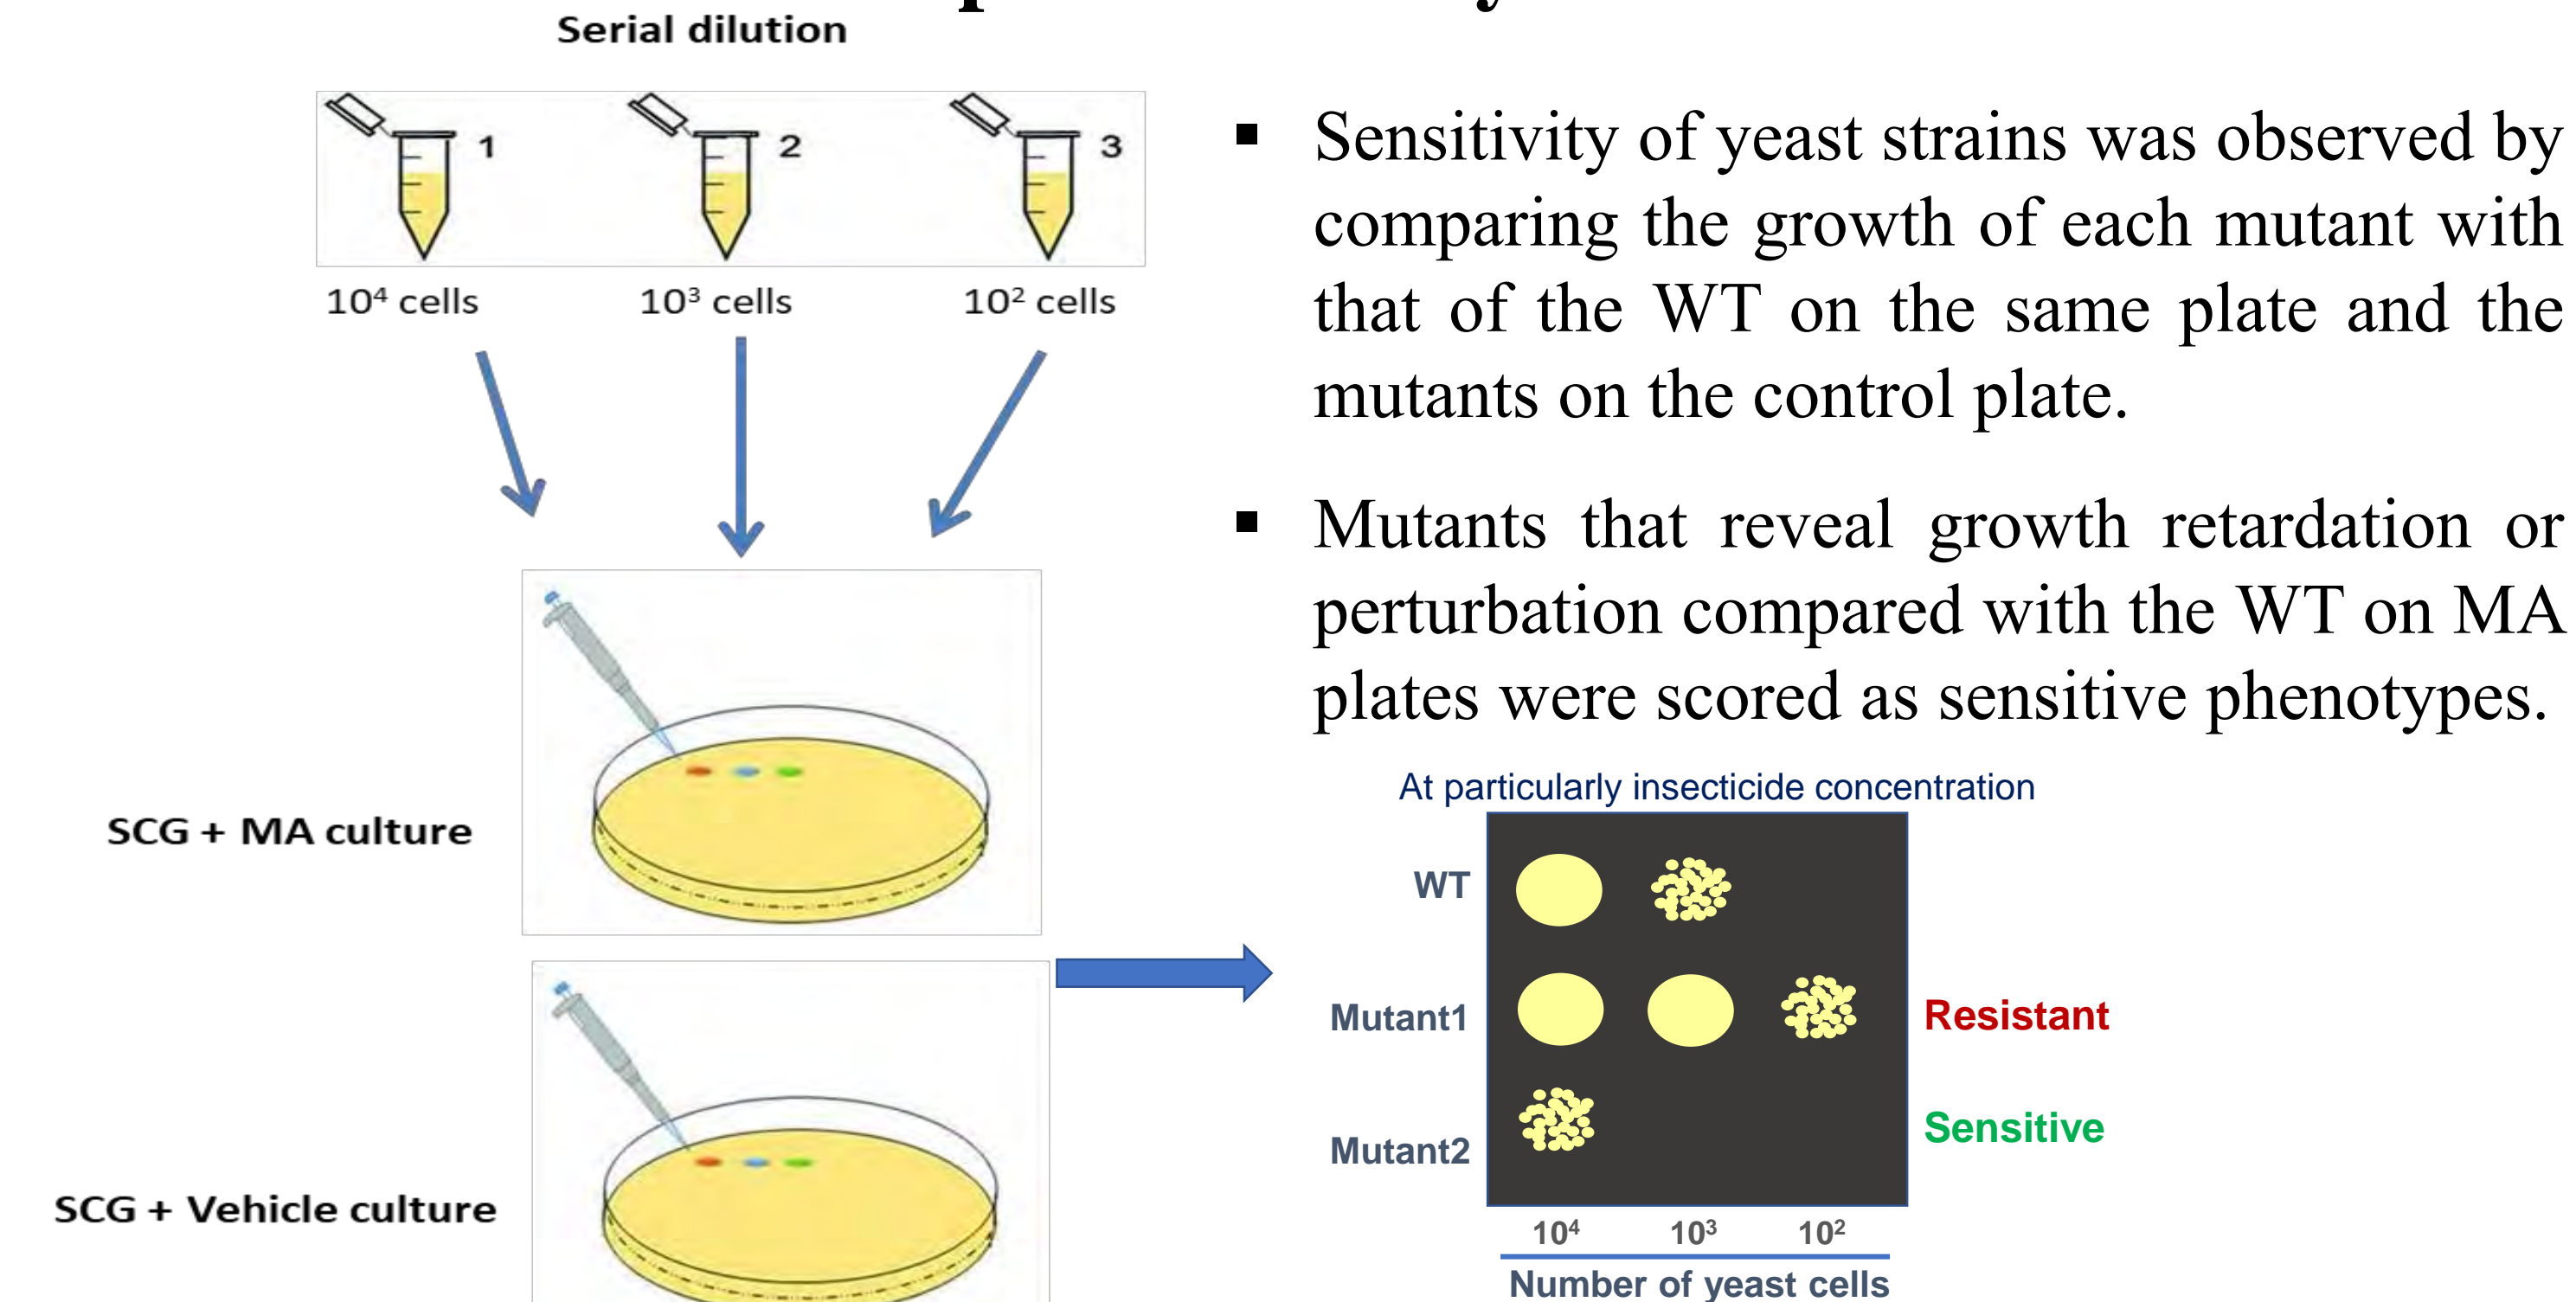 Serial dilution
1
2
3
10⁴ cells
10³ cells
10² cells
SCG + MA culture
SCG + Vehicle culture
▪ Sensitivity of yeast strains was observed by
comparing the growth of each mutant with
that of the WT on the same plate and the
mutants on the control plate.
▪ Mutants that reveal growth retardation or
perturbation compared with the WT on MA
plates were scored as sensitive phenotypes.
At particularly insecticide concentration
WT
Mutant1
Resistant
Mutant2
Sensitive
10⁴ 10³ 10²
Number of yeast cells